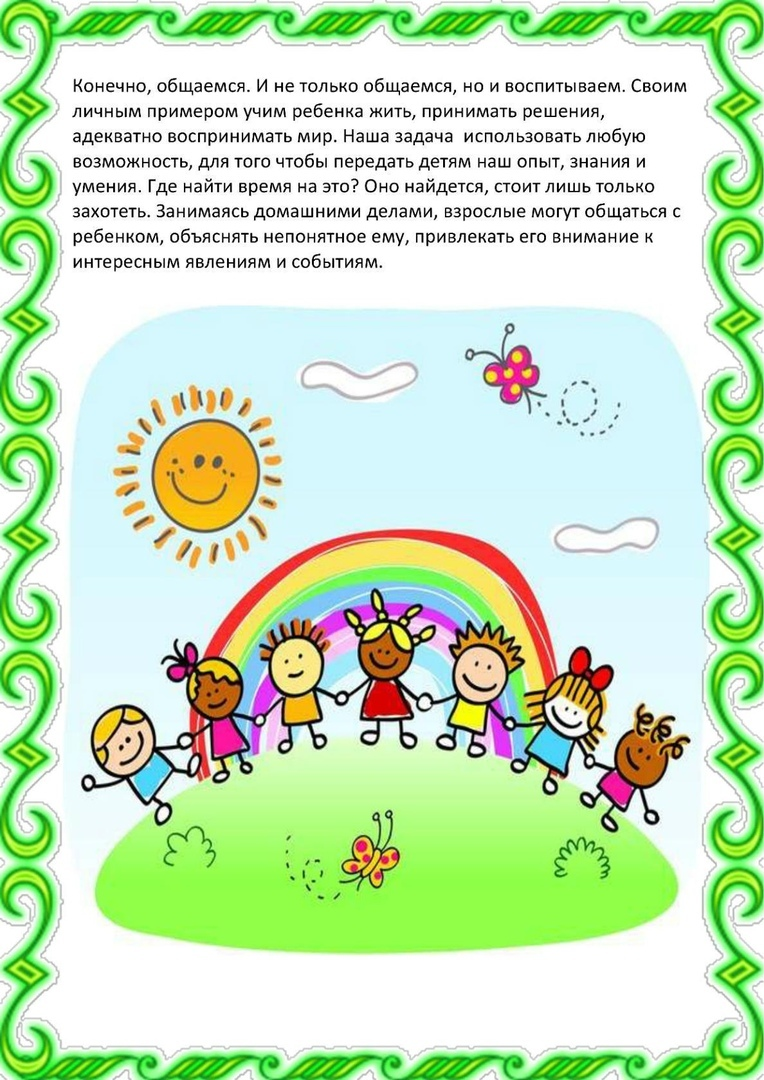 Конечно, общаемся. И не только общаемся, но и воспитываем. Своим
личным примером учим ребенка жить, принимать решения,
адекватно воспринимать мир. Наша задача  использовать любую
возможность, для того чтобы передать детям наш опыт, знания и
умения. Где найти время на это? Оно найдется, стоит лишь только
захотеть. Занимаясь домашними делами, взрослые могут общаться с
ребенком, объяснять непонятное ему, привлекать его внимание к
интересным явлениям и событиям.